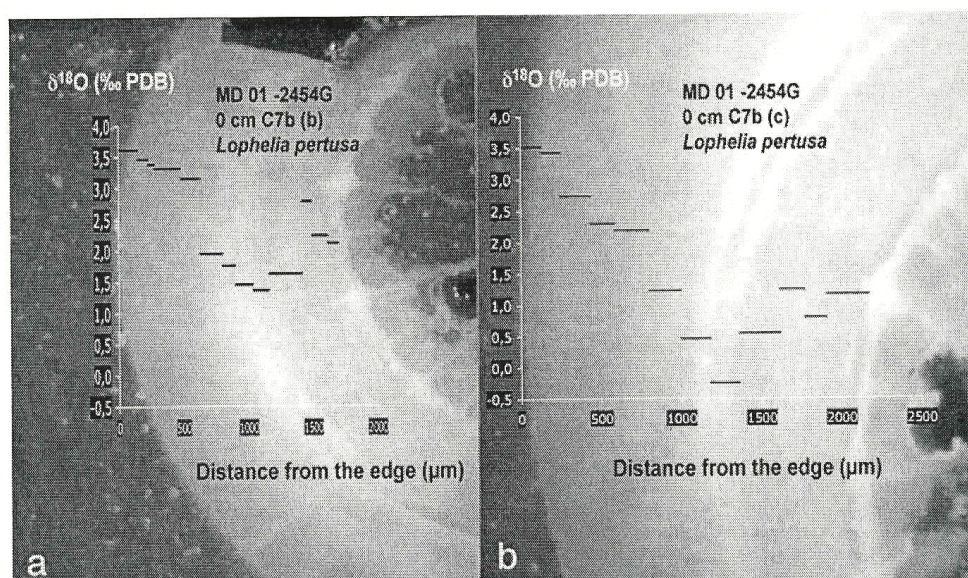 δ¹⁸O (‰ PDB)
MD 01 -2454G
0 cm C7b (b)
Lophelia pertusa
4,0
3,5
3,0
2,5
2,0
1,5
1,0
0,5
0,0
-0,5
0 500 1000 1500 2000
Distance from the edge (µm)
a
δ¹⁸O (‰ PDB)
MD 01 -2454G
0 cm C7b (c)
Lophelia pertusa
4,0
3,5
3,0
2,5
2,0
1,5
1,0
0,5
0,0
-0,5
0 500 1000 1500 2000 2500
Distance from the edge (µm)
b